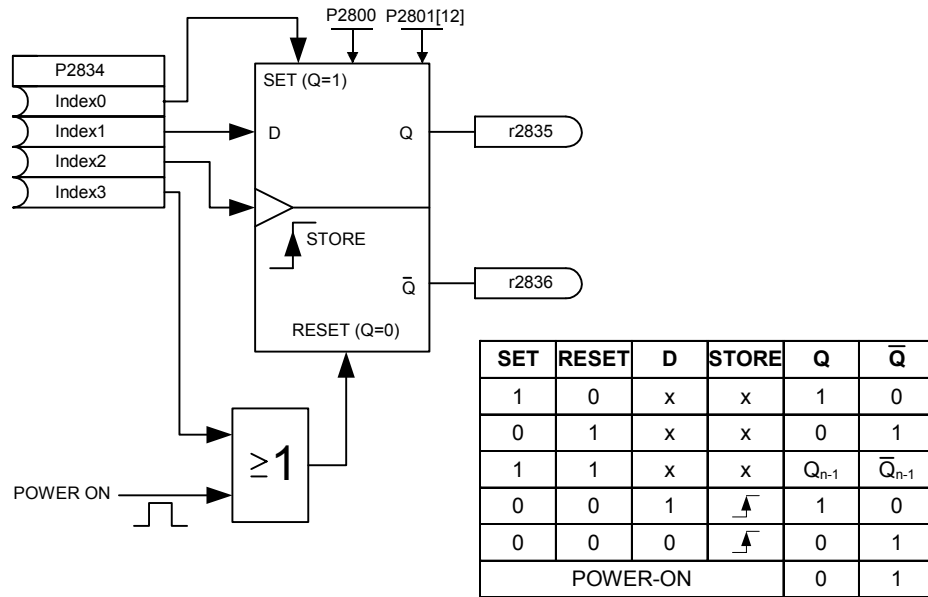 P2800 P2801[12]
P2834
Index0
Index1
Index2
Index3
SET (Q=1)
D Q
STORE
Q̅
RESET (Q=0)
r2835
r2836
≥1
POWER ON
SET RESET D STORE Q Q̅
1 0 x x 1 0
0 1 x x 0 1
1 1 x x Qn-1 Q̅n-1
0 0 1 1 0
0 0 0 0 1
POWER-ON 0 1